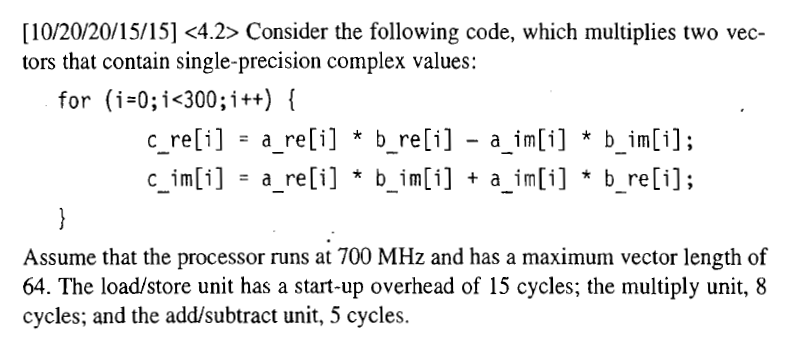 [10/20/20/15/15] <4.2> Consider the following code, which multiplies two vec-
tors that contain single-precision complex values:
for (i=0;i<300;i++) {
c_re[i] = a_re[i] * b_re[i] - a_im[i] * b_im[i];
c_im[i] = a_re[i] * b_im[i] + a_im[i] * b_re[i];
}
Assume that the processor runs at 700 MHz and has a maximum vector length of
64. The load/store unit has a start-up overhead of 15 cycles; the multiply unit, 8
cycles; and the add/subtract unit, 5 cycles.